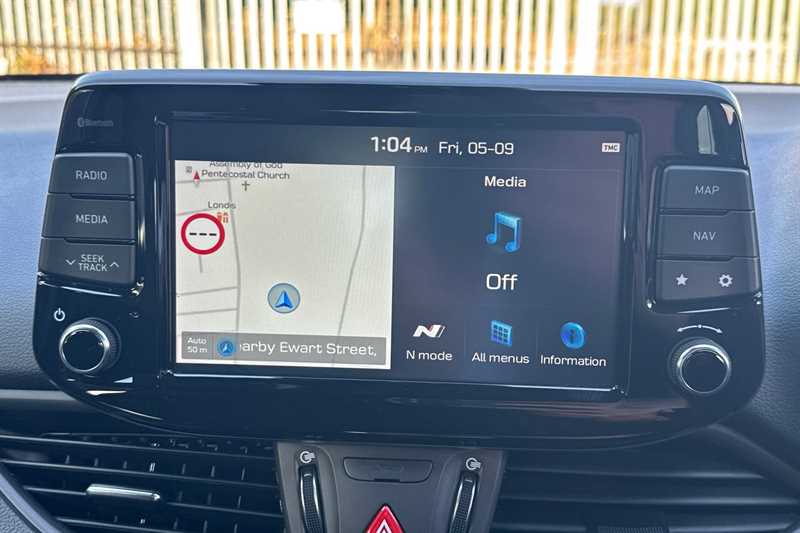 Bluetooth
RADIO
MEDIA
SEEK
TRACK
1:04 PM Fri, 05-09
TMC
Assembly of God
Pentecostal Church
Londis
---
Auto
50 m
earby Ewart Street,
Media
Off
N mode
All menus
Information
MAP
NAV